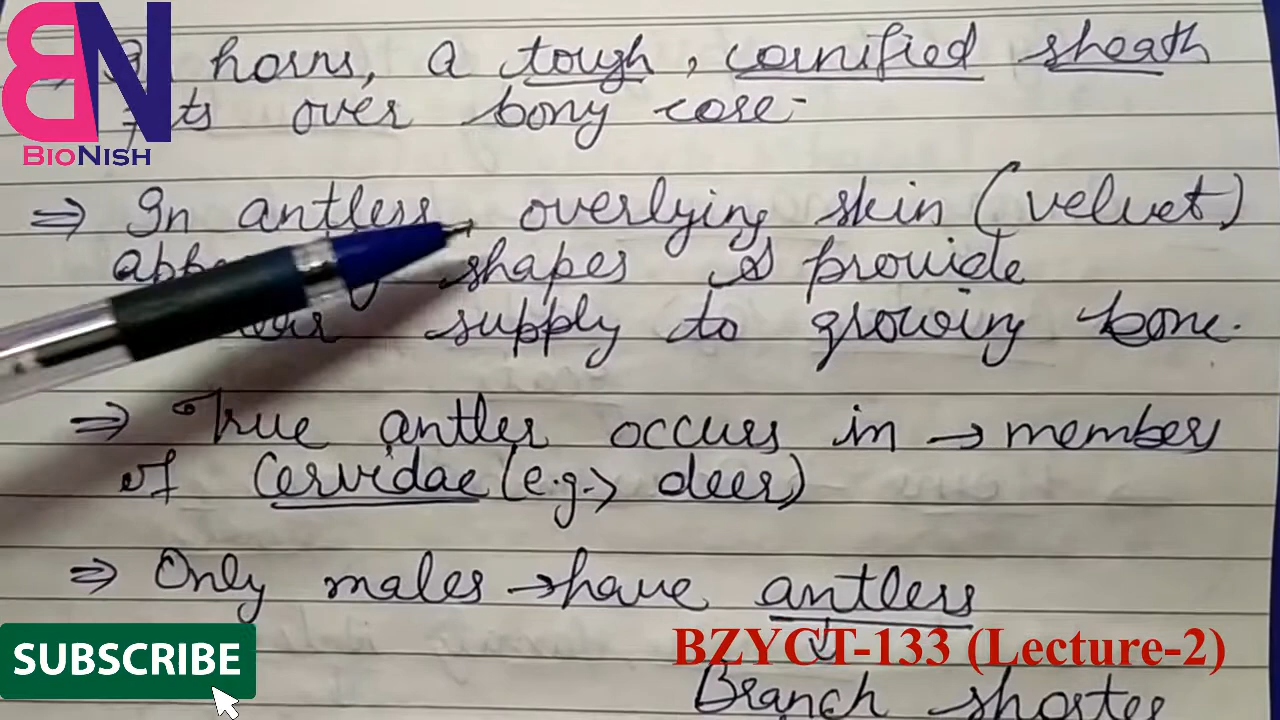 horns, a tough, cornified sheath
BN
BIONISH
over bony core-
⇒ In antlers, overlying skin (velvet)
shapes & provide
supply to growing bone.
⇒ True antler occurs in → members
of Cervidae (e.g.→ deer)
⇒ Only males → have antlers
SUBSCRIBE
BZYCT-133 (Lecture-2)
Branch shorter